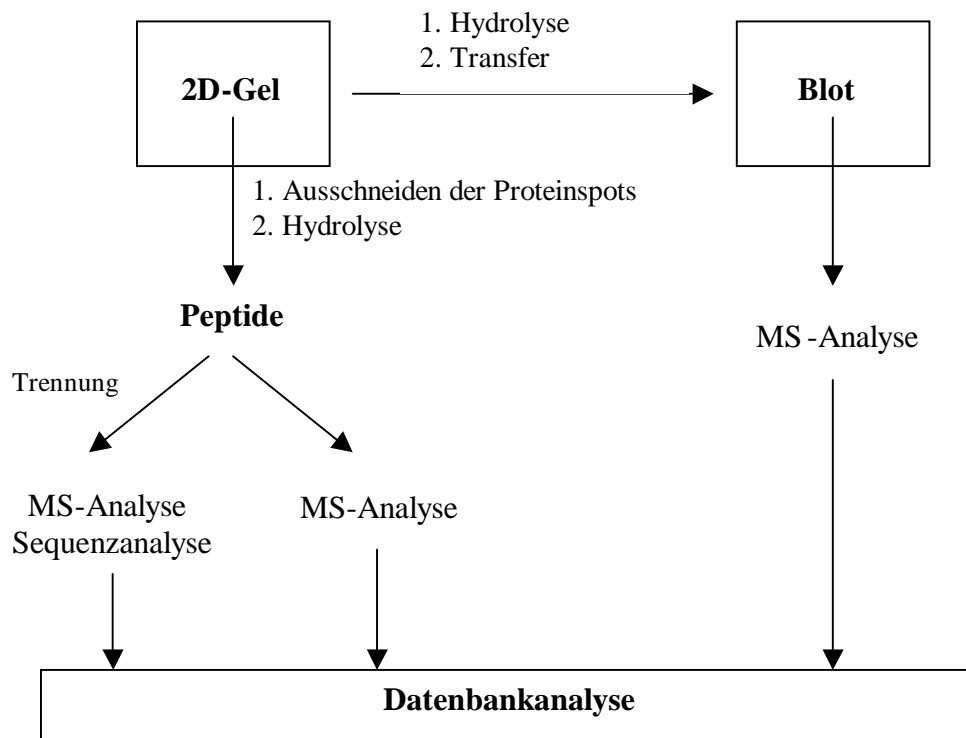 1. Hydrolyse
2. Transfer
2D-Gel
Blot
1. Ausschneiden der Proteinspots
2. Hydrolyse
Peptide
MS-Analyse
Trennung
MS-Analyse
Sequenzanalyse
MS-Analyse
Datenbankanalyse